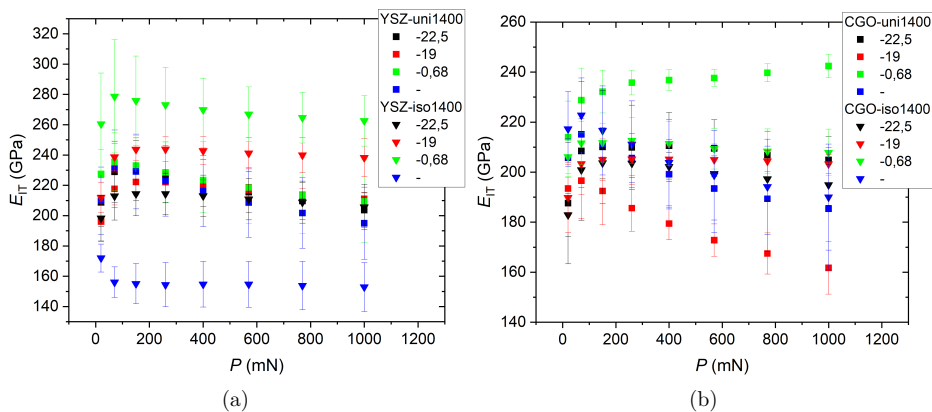 320
300
280
260
240
220
200
180
160
140
E_IT (GPa)
0 200 400 600 800 1000 1200
P (mN)
YSZ-uni1400
-22,5
-19
-0,68
-
YSZ-iso1400
-22,5
-19
-0,68
-
(a)
260
240
220
200
180
160
140
E_IT (GPa)
0 200 400 600 800 1000 1200
P (mN)
CGO-uni1400
-22,5
-19
-0,68
-
CGO-iso1400
-22,5
-19
-0,68
-
(b)